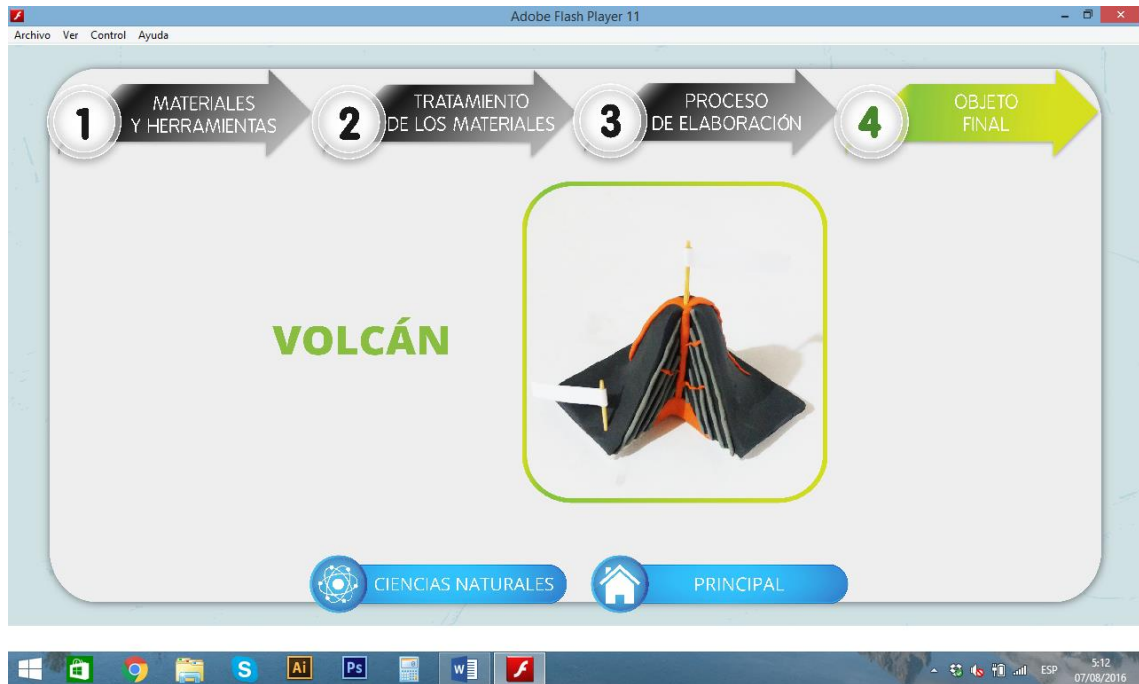 Adobe Flash Player 11
Archivo Ver Control Ayuda
1
MATERIALES
Y HERRAMIENTAS
2
TRATAMIENTO
DE LOS MATERIALES
3
PROCESO
DE ELABORACIÓN
4
OBJETO
FINAL
VOLCÁN
CIENCIAS NATURALES
PRINCIPAL
S
Ai
Ps
W
ESP
5:12
07/08/2016